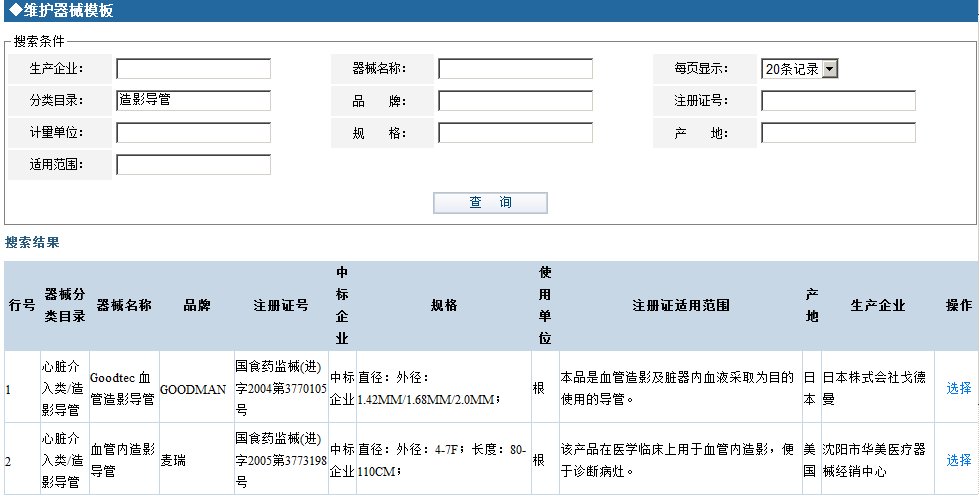 ◆维护器械模板
搜索条件
生产企业： 器械名称： 每页显示： 20条记录
分类目录： 造影导管 品 牌： 注册证号：
计量单位： 规 格： 产 地：
适用范围：
查 询
搜索结果
行号 器械分类目录 器械名称 品牌 注册证号 中标企业 规格 使用单位 注册证适用范围 产地 生产企业 操作
1 心脏介入类/造影导管 Goodtec 血管造影导管 GOODMAN 国食药监械(进)字2004第3770105号 中标企业 直径：外径：1.42MM/1.68MM/2.0MM； 根 本品是血管造影及脏器内血液采取为目的使用的导管。 日本 日本株式会社戈德曼 选择
2 心脏介入类/造影导管 血管内造影导管 麦瑞 国食药监械(进)字2005第3773198号 中标企业 直径：外径：4-7F；长度：80-110CM； 根 该产品在医学临床上用于血管内造影，便于诊断病灶。 美国 沈阳市华美医疗器械经销中心 选择